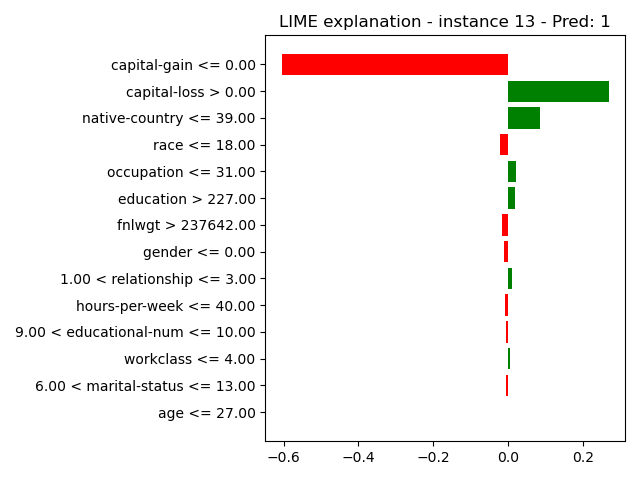 LIME explanation - instance 13 - Pred: 1
capital-gain <= 0.00
capital-loss > 0.00
native-country <= 39.00
race <= 18.00
occupation <= 31.00
education > 227.00
fnlwgt > 237642.00
gender <= 0.00
1.00 < relationship <= 3.00
hours-per-week <= 40.00
9.00 < educational-num <= 10.00
workclass <= 4.00
6.00 < marital-status <= 13.00
age <= 27.00
−0.6 −0.4 −0.2 0.0 0.2